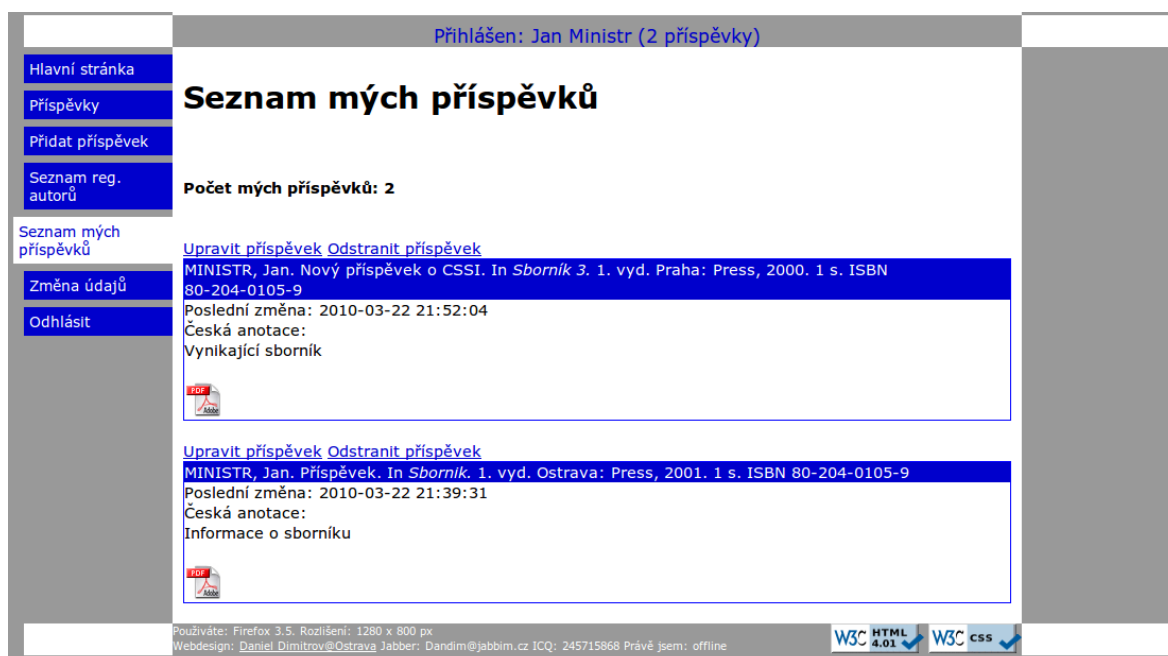 Přihlášen: Jan Ministr (2 příspěvky)
Hlavní stránka
Příspěvky
Přidat příspěvek
Seznam reg.
autorů
Seznam mých
příspěvků
Změna údajů
Odhlásit
Seznam mých příspěvků
Počet mých příspěvků: 2
Upravit příspěvek Odstranit příspěvek
MINISTR, Jan. Nový příspěvek o CSSI. In Sborník 3. 1. vyd. Praha: Press, 2000. 1 s. ISBN
80-204-0105-9
Poslední změna: 2010-03-22 21:52:04
Česká anotace:
Vynikající sborník
PDF
Adobe
Upravit příspěvek Odstranit příspěvek
MINISTR, Jan. Příspěvek. In Sborník. 1. vyd. Ostrava: Press, 2001. 1 s. ISBN 80-204-0105-9
Poslední změna: 2010-03-22 21:39:31
Česká anotace:
Informace o sborníku
PDF
Adobe
Používáte: Firefox 3.5. Rozlišení: 1280 x 800 px
Webdesign: Daniel Dimitrov@Ostrava Jabber: Dandim@jabbim.cz ICQ: 245715868 Právě jsem: offline
W3C HTML 4.01
W3C css